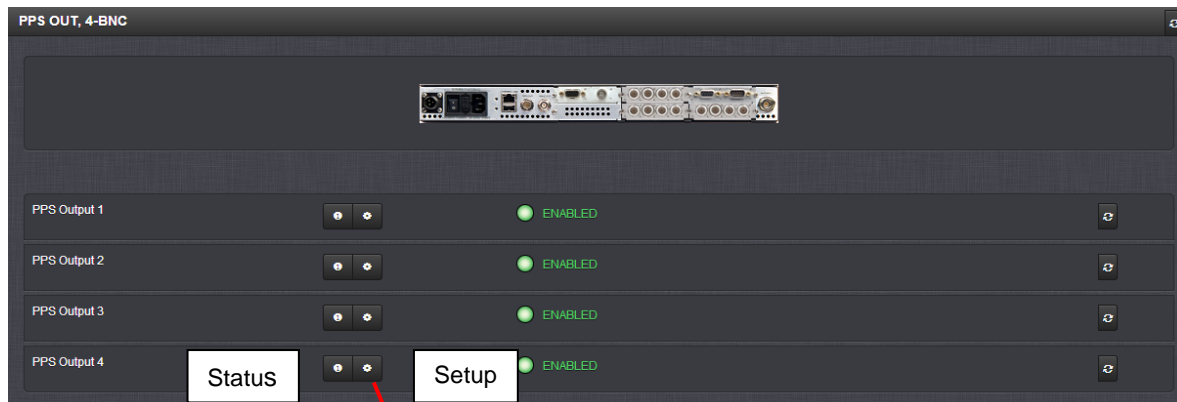 PPS OUT, 4-BNC
PPS Output 1
ENABLED
PPS Output 2
ENABLED
PPS Output 3
ENABLED
PPS Output 4
Status
Setup
ENABLED